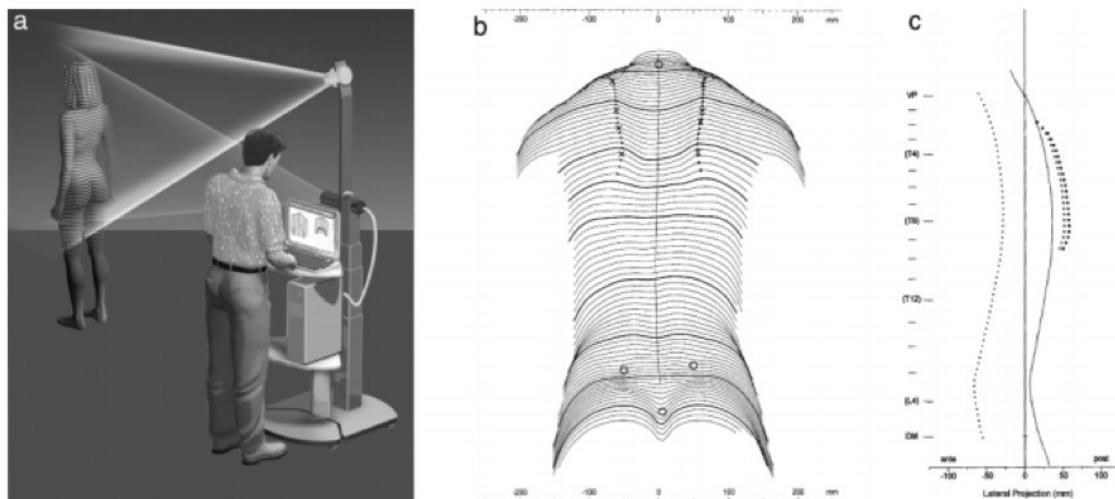 a
b
-200 -100 0 100 200 mm
-200 -100 0 100 200 mm
c
VP
(T4)
(T8)
(T12)
(L4)
DM
ante post
-100 -50 0 50 100
Lateral Projection (mm)